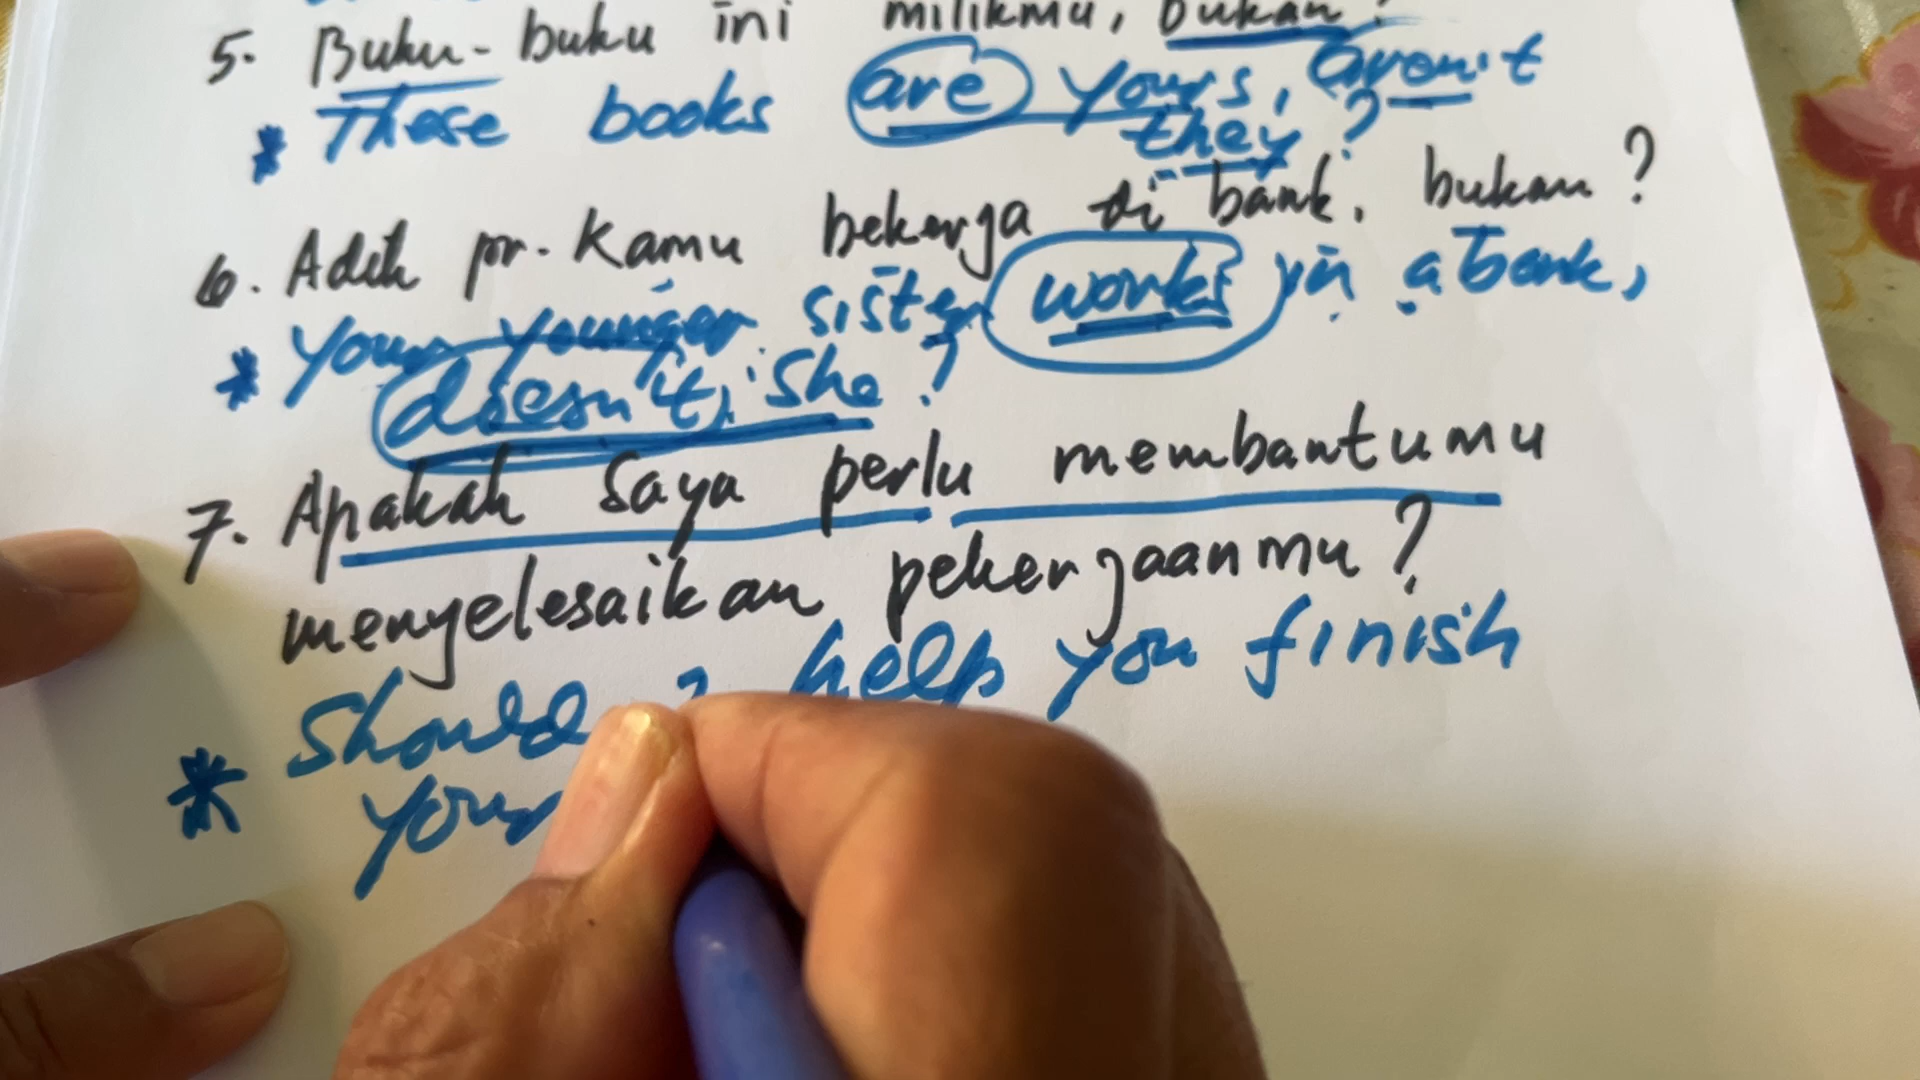 5. Buku-buku ini milikmu, bukan?
* These books are yours, aren't
they?
6. Adik pr. kamu bekerja di bank, bukan?
* Your younger sister works in a bank,
doesn't she?
7. Apakah saya perlu membantumu
menyelesaikan pekerjaanmu?
* Should help you finish
your